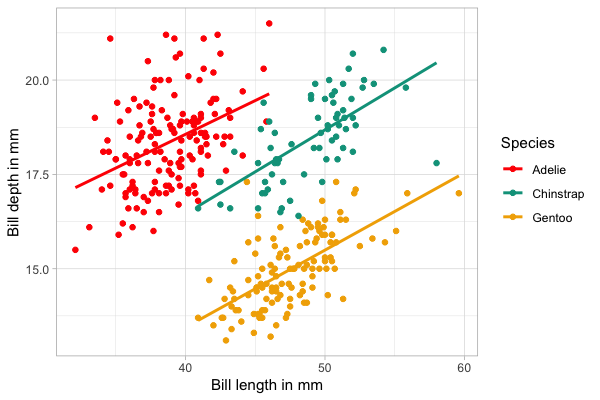 20.0
17.5
15.0
Bill depth in mm
40
50
60
Bill length in mm
Species
Adelie
Chinstrap
Gentoo